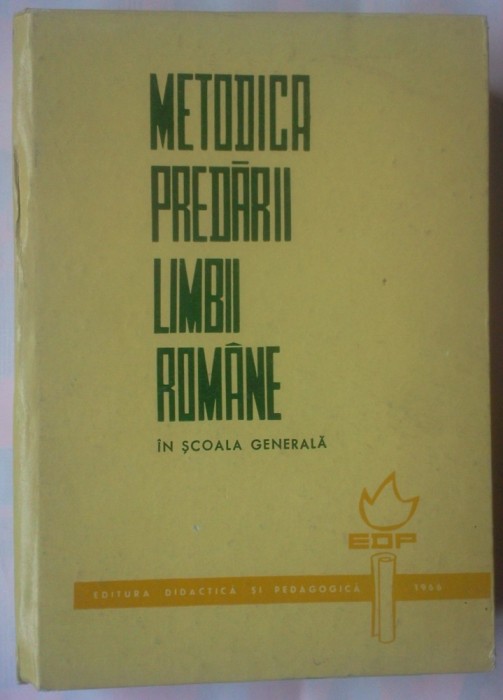 METODICA
PREDĂRII
LIMBII
ROMÂNE
ÎN ȘCOALA GENERALĂ
EDP
EDITURA DIDACTICĂ ȘI PEDAGOGICĂ 1966